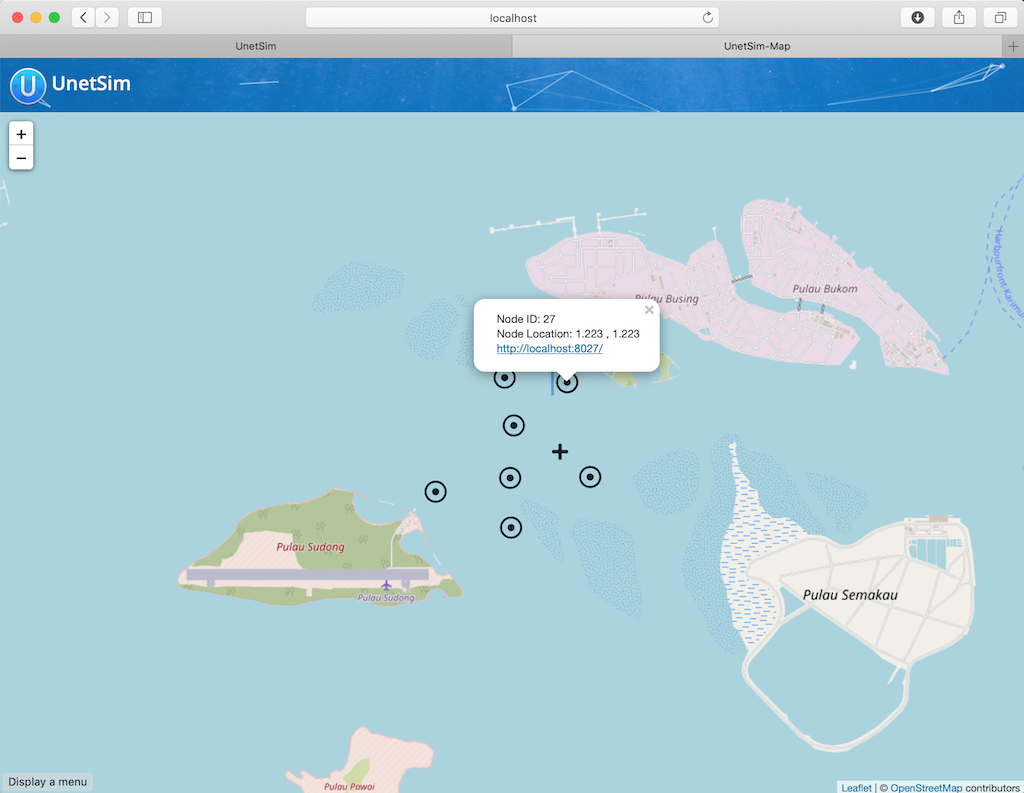 localhost
UnetSim
UnetSim-Map
+
U UnetSim
+
−
Harbourfront-Kanimu
Pulau Bukom
Pulau Busing
Node ID: 27
Node Location: 1.223 , 1.223
http://localhost:8027/
Pulau Sudong
Pulau Sudong
Pulau Semakau
Pulau Pawai
Display a menu
Leaflet | © OpenStreetMap contributors